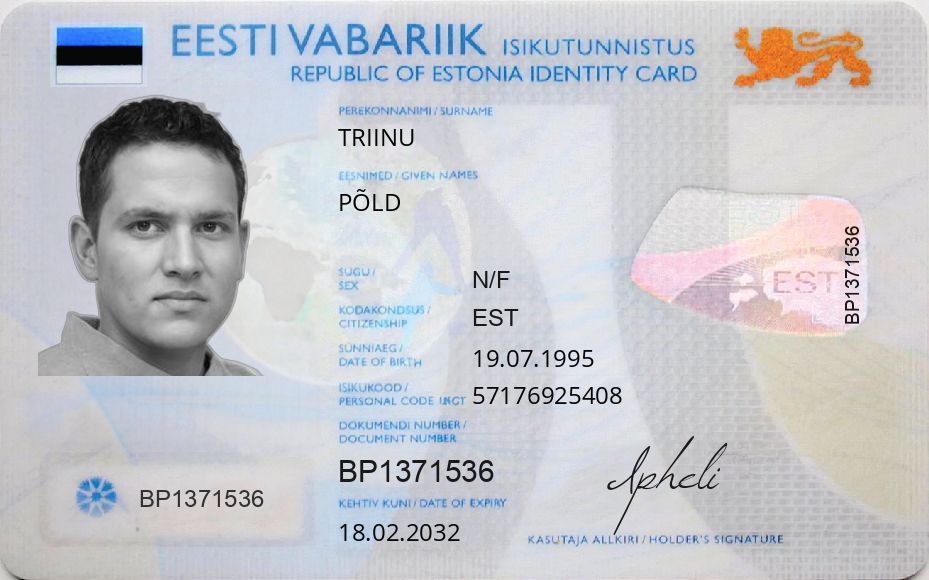 EESTI VABARIIK ISIKUTUNNISTUS
REPUBLIC OF ESTONIA IDENTITY CARD
PEREKONNANIMI / SURNAME
TRIINU
EESNIMED / GIVEN NAMES
PÕLD
SUGU /
SEX
N/F
KODAKONDSUS /
CITIZENSHIP
EST
SÜNNIAEG /
DATE OF BIRTH
19.07.1995
ISIKUKOOD /
PERSONAL CODE
57176925408
DOKUMENDI NUMBER /
DOCUMENT NUMBER
BP1371536
KEHTIV KUNI / DATE OF EXPIRY
18.02.2032
BP1371536
EST
BP1371536
KASUTAJA ALLKIRI / HOLDER'S SIGNATURE